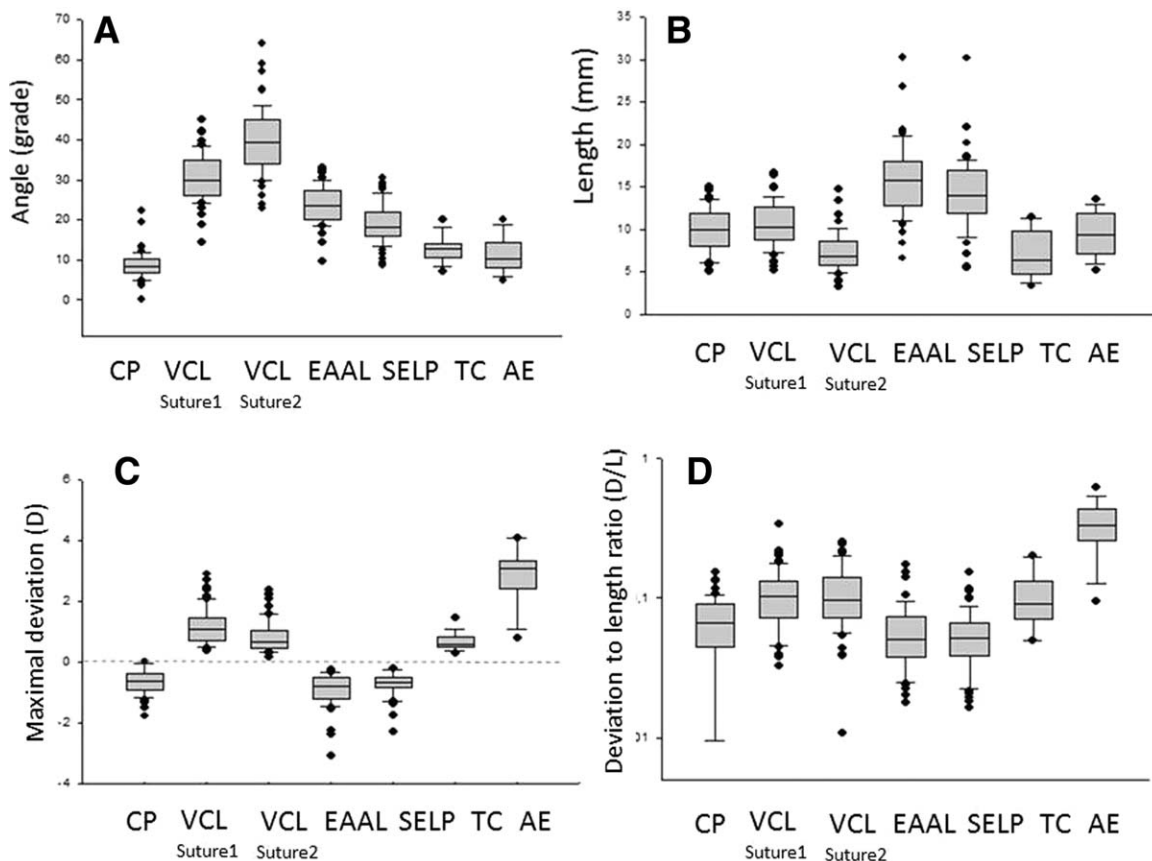 A
Angle (grade)
70
60
50
40
30
20
10
0
CP VCL VCL EAAL SELP TC AE
Suture1 Suture2
B
Length (mm)
35
30
25
20
15
10
5
0
CP VCL VCL EAAL SELP TC AE
Suture1 Suture2
C
Maximal deviation (D)
6
4
2
0
-2
-4
CP VCL VCL EAAL SELP TC AE
Suture1 Suture2
D
Deviation to length ratio (D/L)
1
,1
01
CP VCL VCL EAAL SELP TC AE
Suture1 Suture2